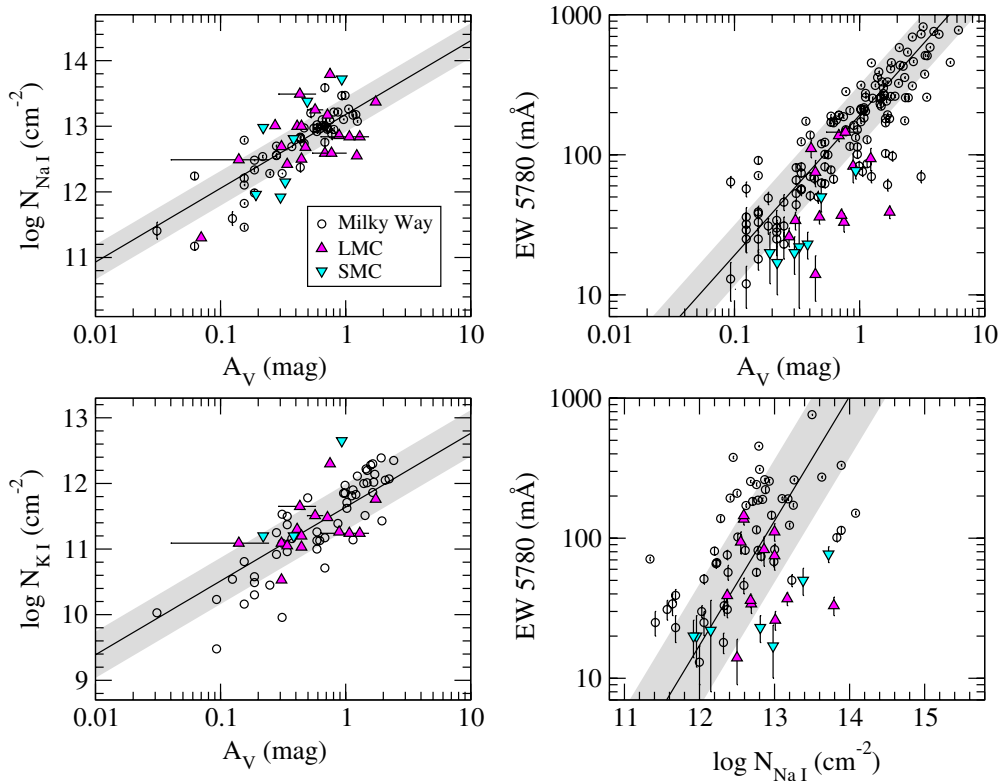 14
13
12
11
log N_Na I (cm^-2)
0.01 0.1 1 10
A_V (mag)
Milky Way
LMC
SMC
1000
100
10
EW 5780 (mÅ)
0.01 0.1 1 10
A_V (mag)
13
12
11
10
9
log N_K I (cm^-2)
0.01 0.1 1 10
A_V (mag)
1000
100
10
EW 5780 (mÅ)
11 12 13 14 15
log N_Na I (cm^-2)